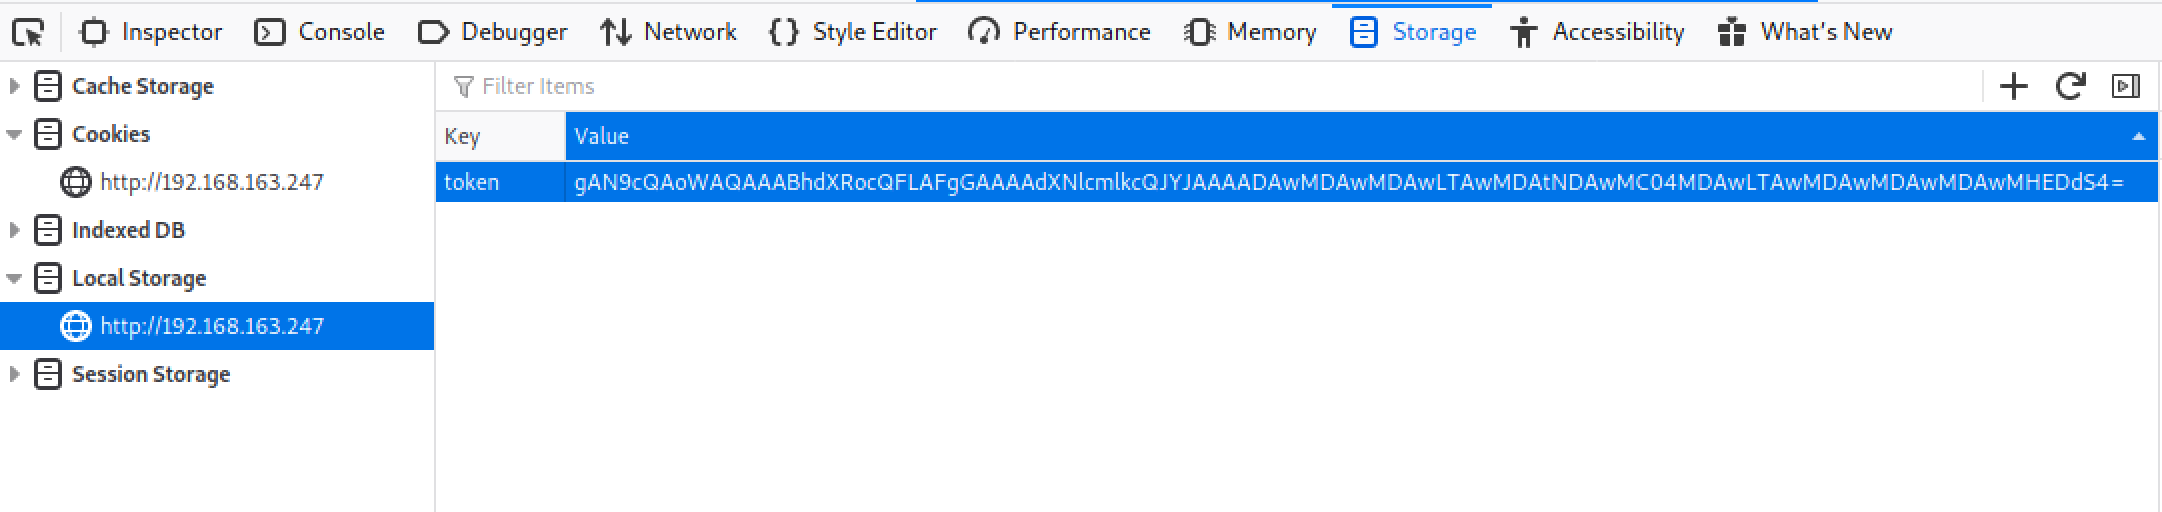 Inspector Console Debugger Network Style Editor Performance Memory Storage Accessibility What's New
Cache Storage
Filter Items
Cookies
Key Value
http://192.168.163.247
token gAN9cQAoWAQAAABhdXRocQFLAFgGAAAAdXNlcmlkcQJYJAAAADAwMDAwMDAwLTAwMDAtNDAwMC04MDAwLTAwMDAwMDAwMDAwMHEDdS4=
Indexed DB
Local Storage
http://192.168.163.247
Session Storage